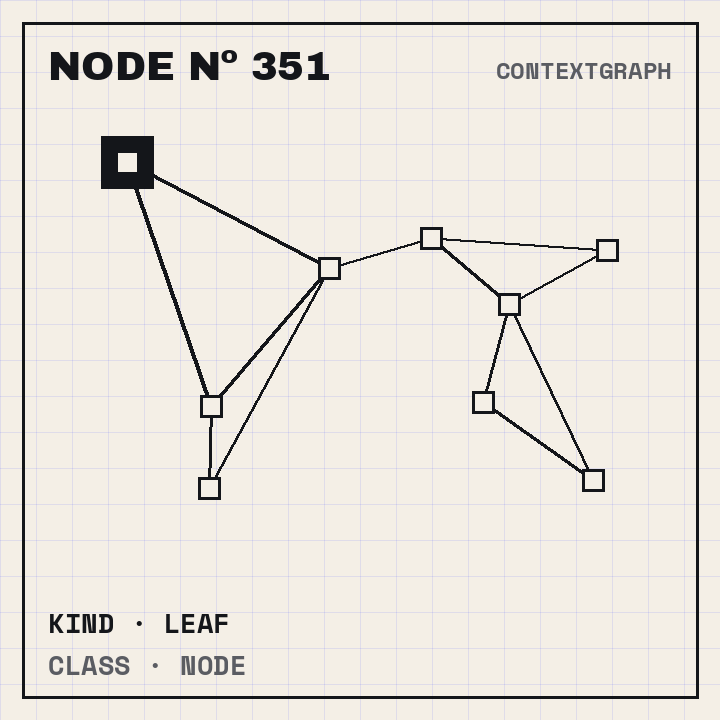 NODE Nº 351
CONTEXTGRAPH
KIND · LEAF
CLASS · NODE